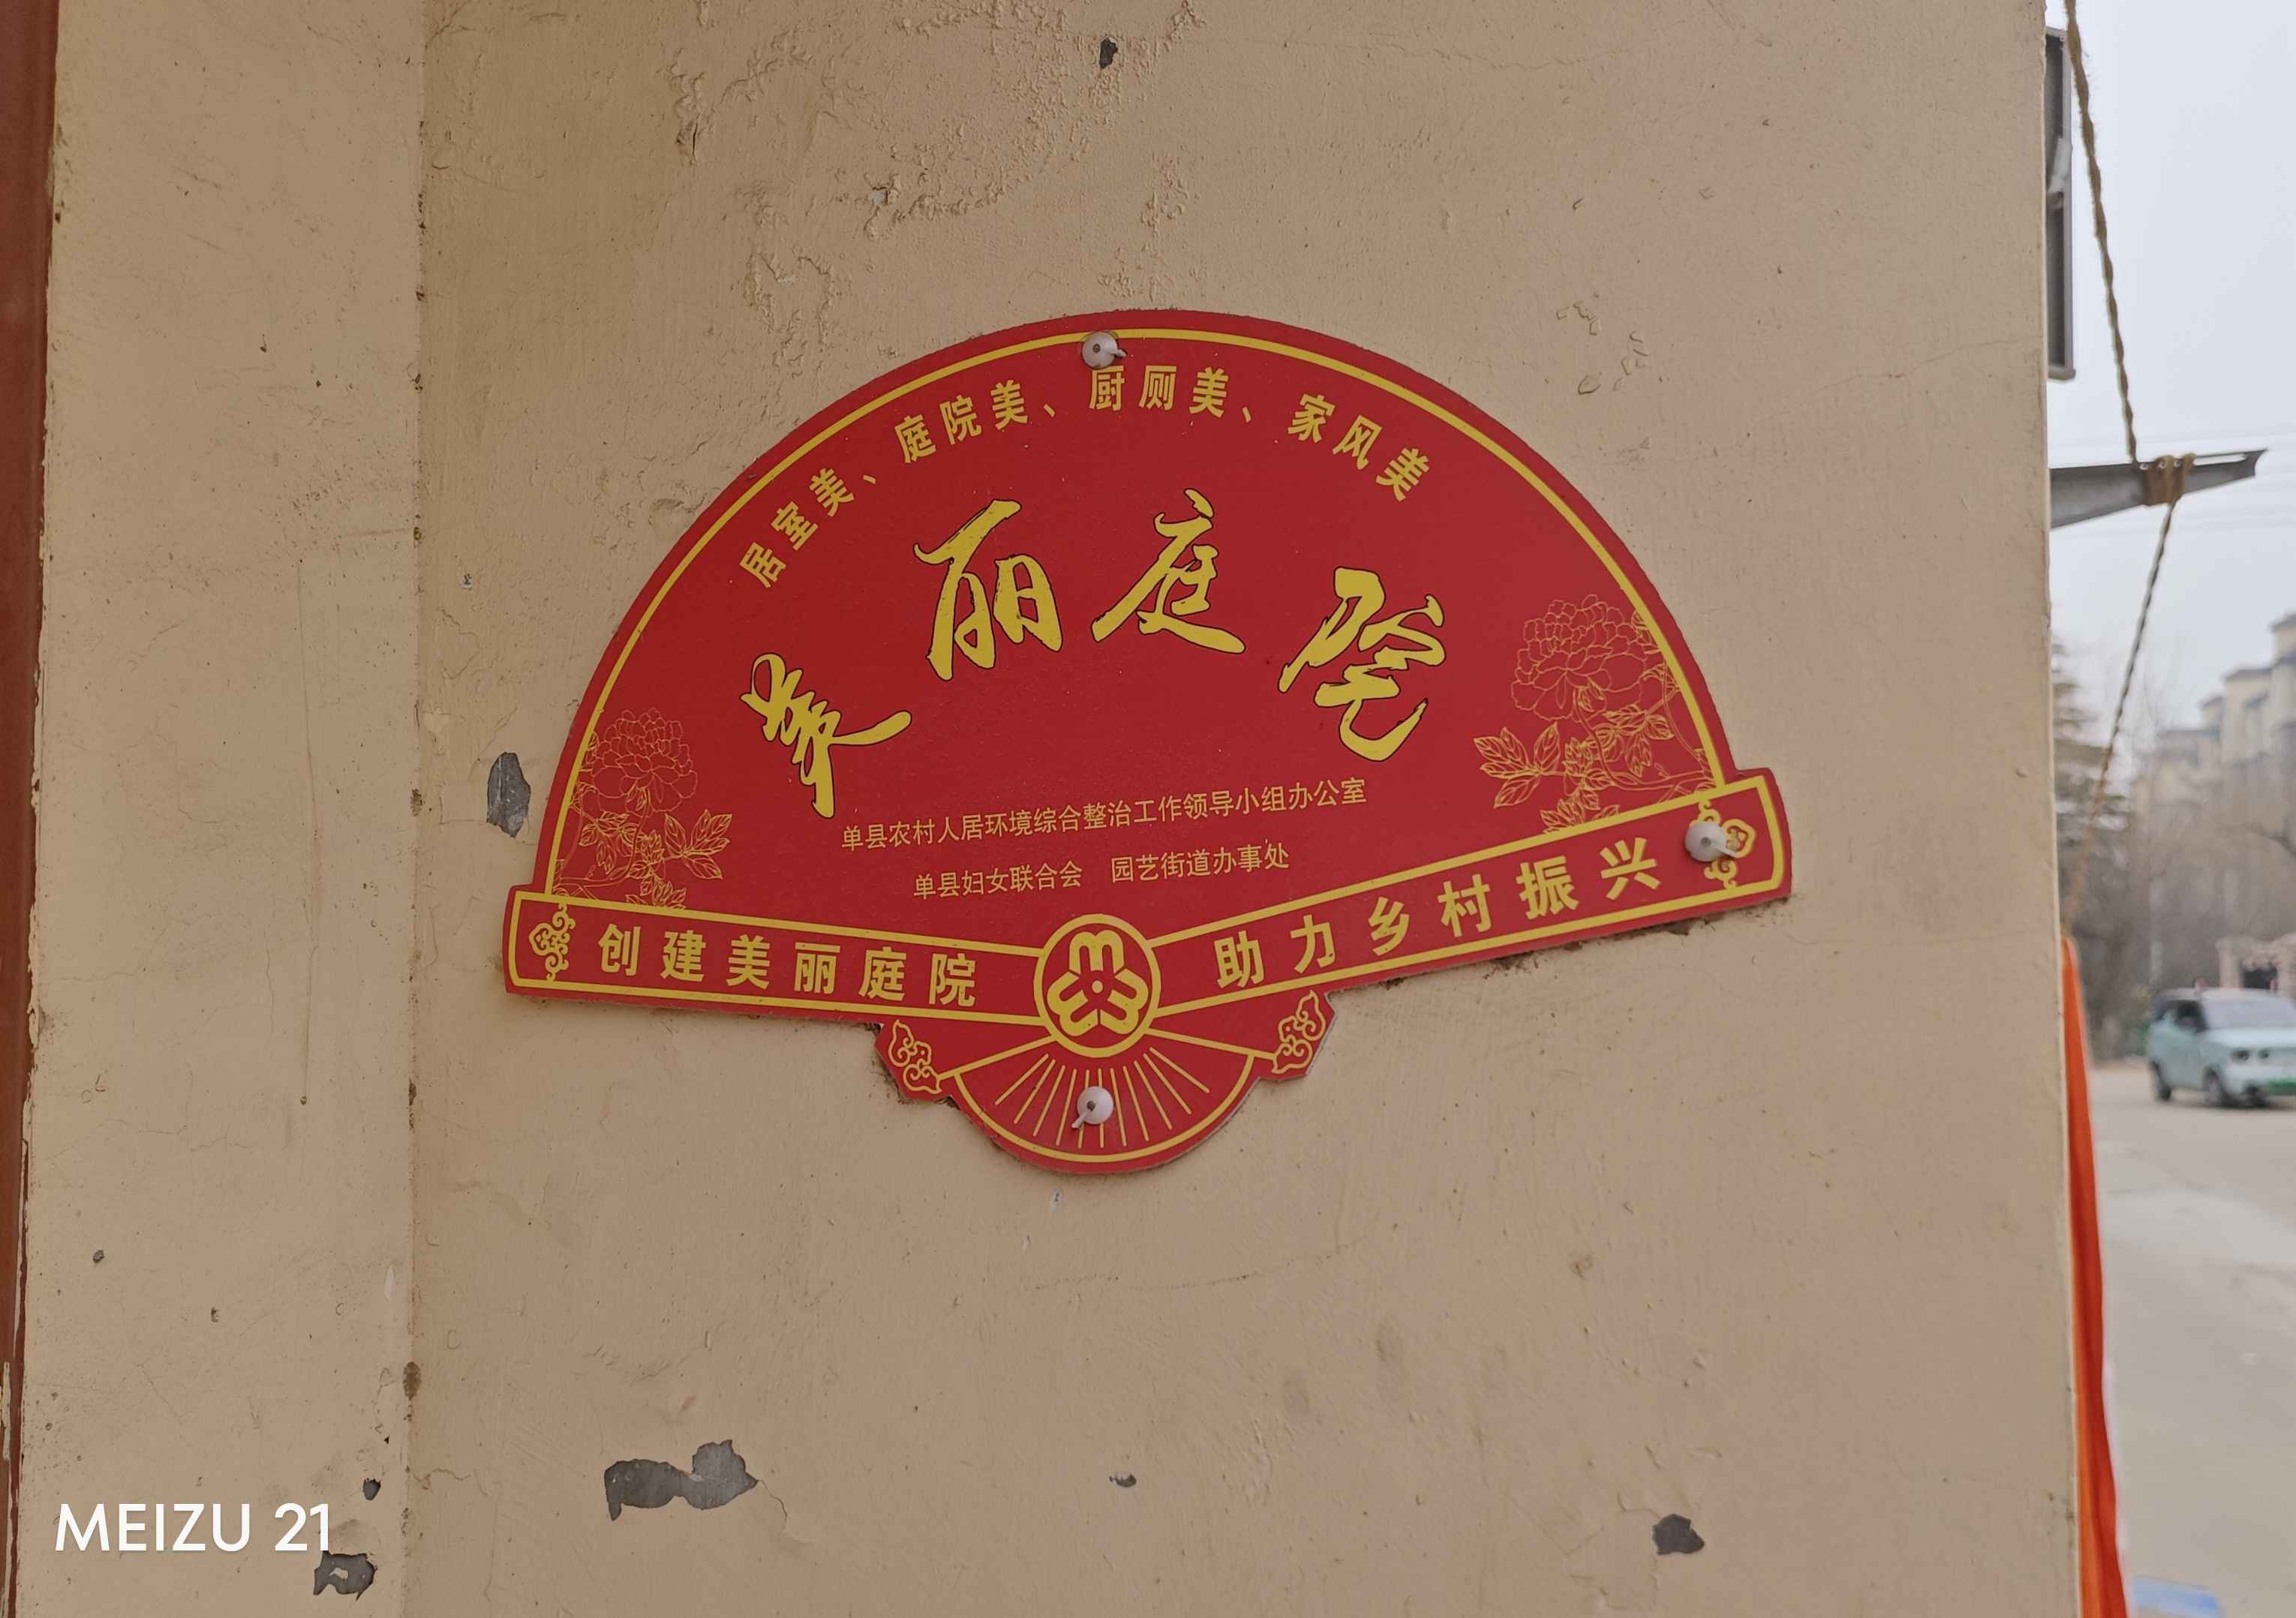 居室美、庭院美、厨厕美、家风美
美丽庭院
单县农村人居环境综合整治工作领导小组办公室
单县妇女联合会 园艺街道办事处
创建美丽庭院 助力乡村振兴
MEIZU 21